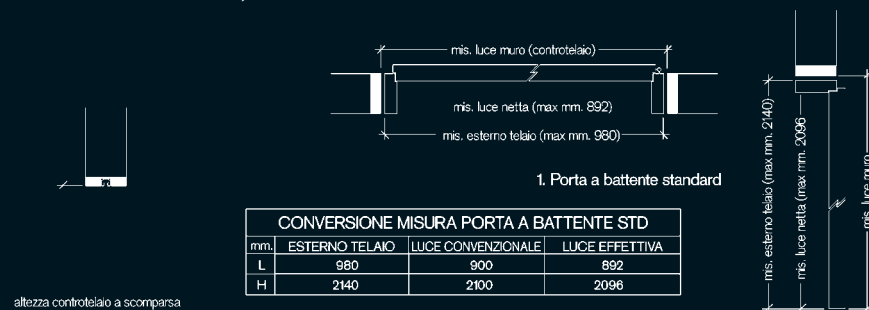 mis. luce muro (controtelaio)
mis. luce netta (max mm. 892)
mis. esterno telaio (max mm. 980)
1. Porta a battente standard
mis. esterno telaio (max mm. 2140)
mis. luce netta (max mm. 2096
mis. luce muro
CONVERSIONE MISURA PORTA A BATTENTE STD
mm. ESTERNO TELAIO LUCE CONVENZIONALE LUCE EFFETTIVA
L 980 900 892
H 2140 2100 2096
altezza controtelaio a scomparsa